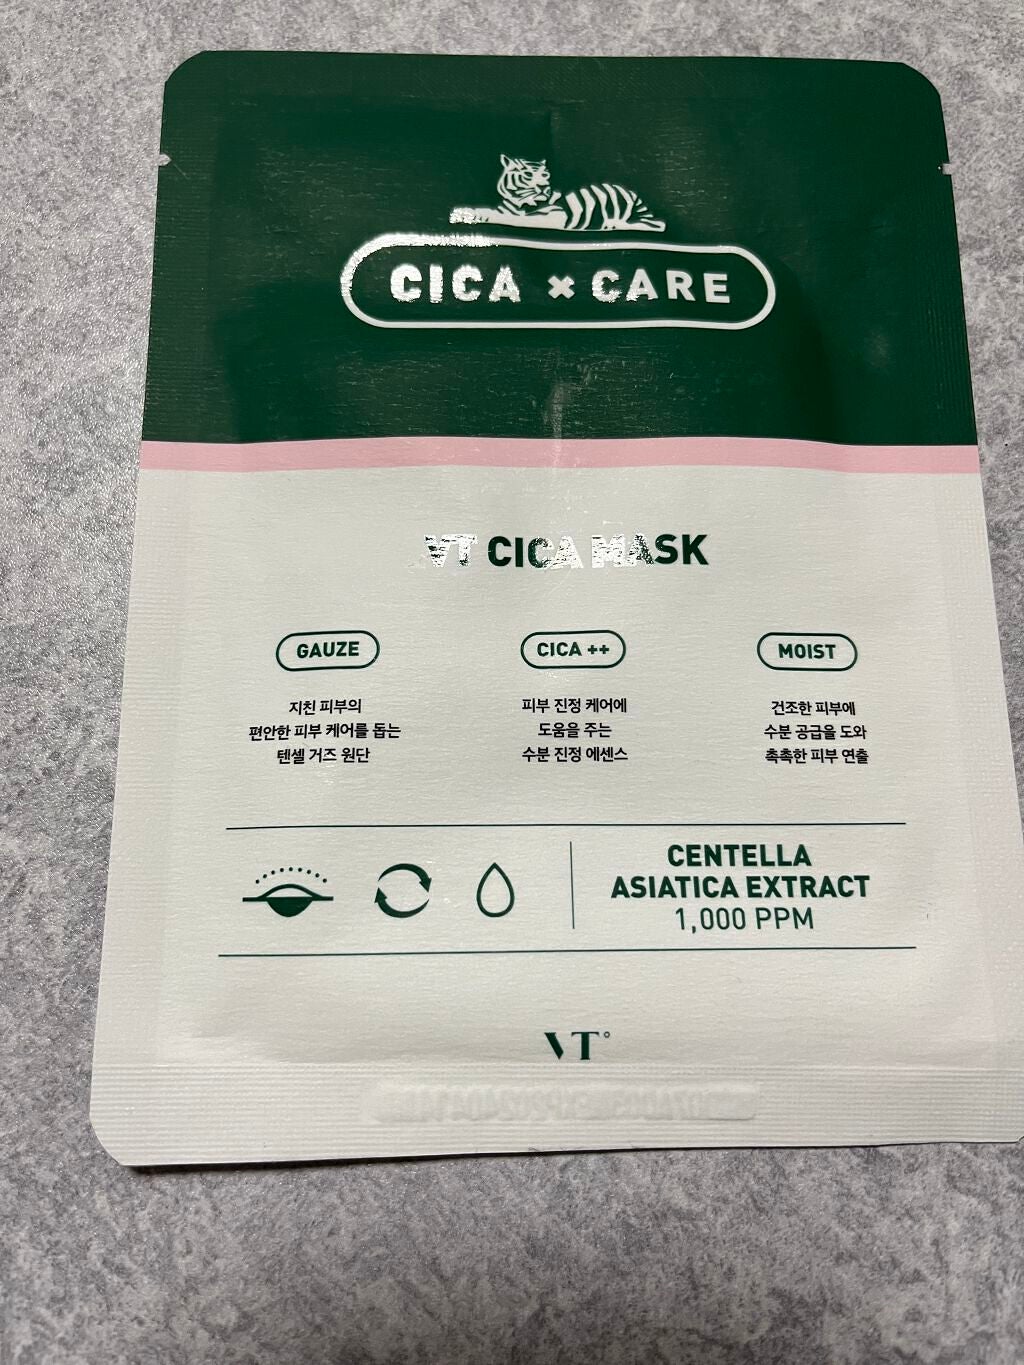 CICA × CARE
VT CICA MASK
GAUZE
지친 피부의
편안한 피부 케어를 돕는
텐셀 거즈 원단
CICA ++
피부 진정 케어에
도움을 주는
수분 진정 에센스
MOIST
건조한 피부에
수분 공급을 도와
촉촉한 피부 연출
CENTELLA
ASIATICA EXTRACT
1,000 PPM
VT°